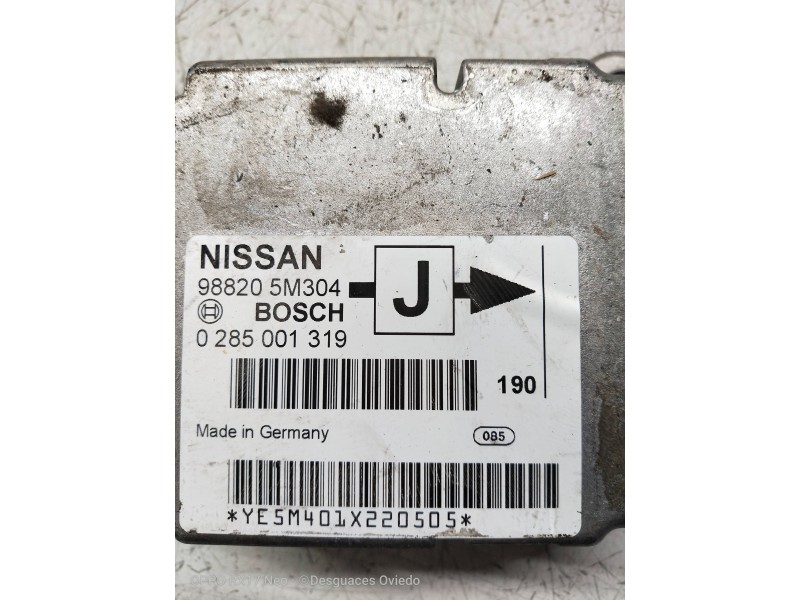 NISSAN
98820 5M304
BOSCH
J
0 285 001 319
190
Made in Germany
085
*YE5M401X220505*
Desguaces Oviedo